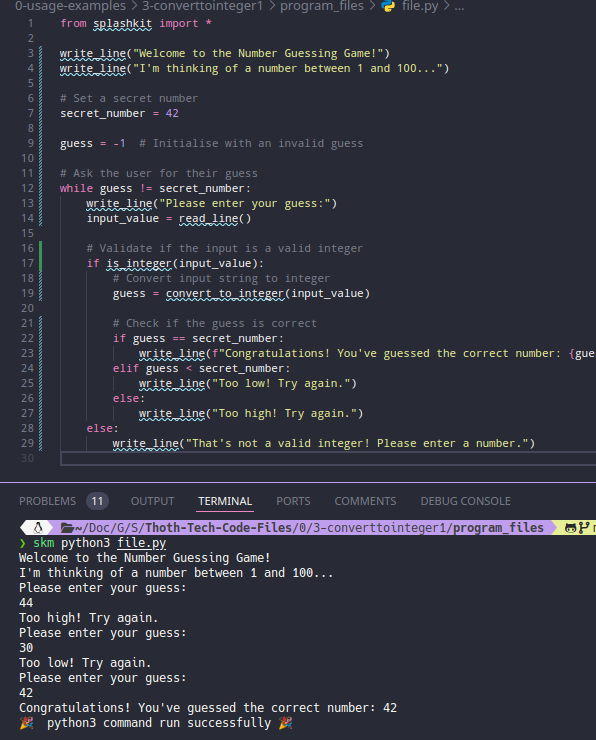 0-usage-examples > 3-converttointeger1 > program_files > file.py > ...
1 from splashkit import *
2
3 write_line("Welcome to the Number Guessing Game!")
4 write_line("I'm thinking of a number between 1 and 100...")
5
6 # Set a secret number
7 secret_number = 42
8
9 guess = -1  # Initialise with an invalid guess
10
11 # Ask the user for their guess
12 while guess != secret_number:
13     write_line("Please enter your guess:")
14     input_value = read_line()
15
16     # Validate if the input is a valid integer
17     if is_integer(input_value):
18         # Convert input string to integer
19         guess = convert_to_integer(input_value)
20
21         # Check if the guess is correct
22         if guess == secret_number:
23             write_line(f"Congratulations! You've guessed the correct number: {gue
24         elif guess < secret_number:
25             write_line("Too low! Try again.")
26         else:
27             write_line("Too high! Try again.")
28     else:
29         write_line("That's not a valid integer! Please enter a number.")
30
PROBLEMS 11 OUTPUT TERMINAL PORTS COMMENTS DEBUG CONSOLE
~/Doc/G/S/Thoth-Tech-Code-Files/0/3-converttointeger1/program_files
❯ skm python3 file.py
Welcome to the Number Guessing Game!
I'm thinking of a number between 1 and 100...
Please enter your guess:
44
Too high! Try again.
Please enter your guess:
30
Too low! Try again.
Please enter your guess:
42
Congratulations! You've guessed the correct number: 42
🎉 python3 command run successfully 🎉